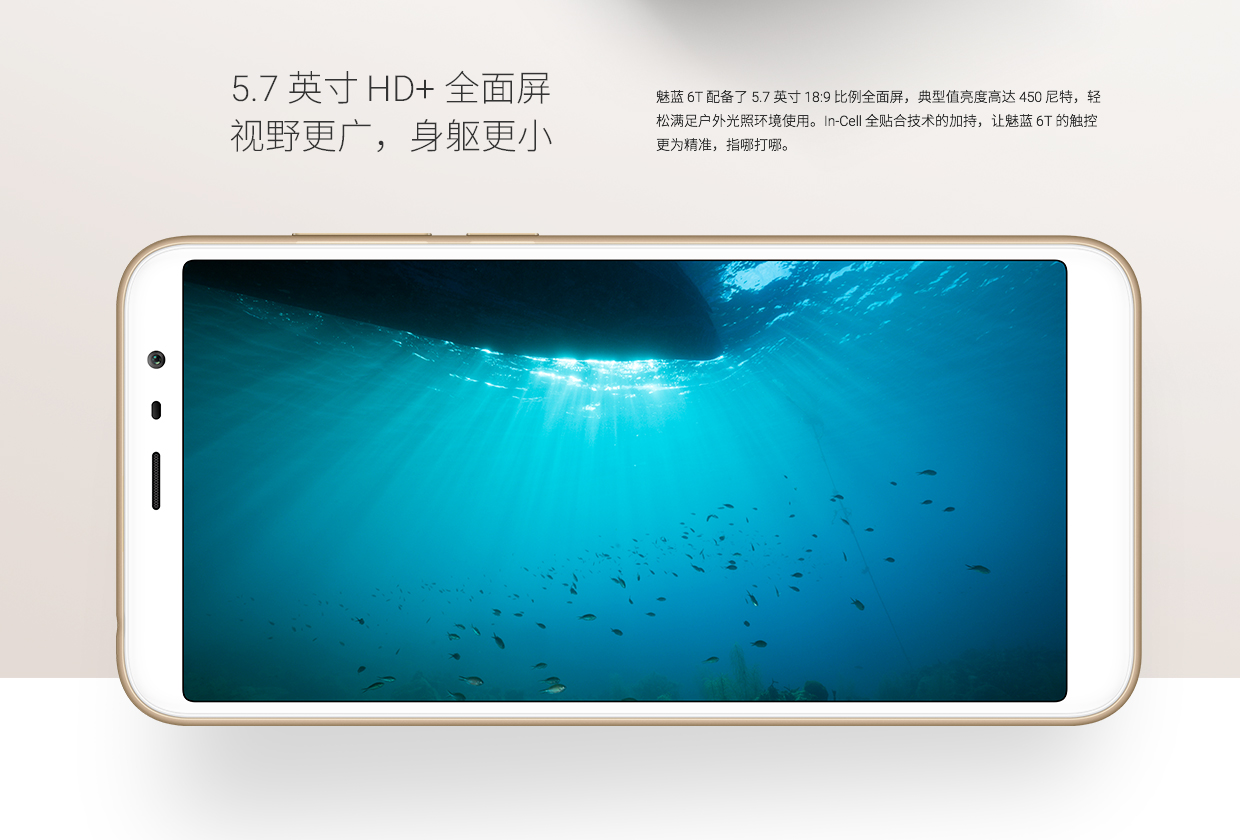 5.7 英寸 HD+ 全面屏
视野更广，身躯更小
魅蓝 6T 配备了 5.7 英寸 18:9 比例全面屏，典型值亮度高达 450 尼特，轻
松满足户外光照环境使用。In-Cell 全贴合技术的加持，让魅蓝 6T 的触控
更为精准，指哪打哪。